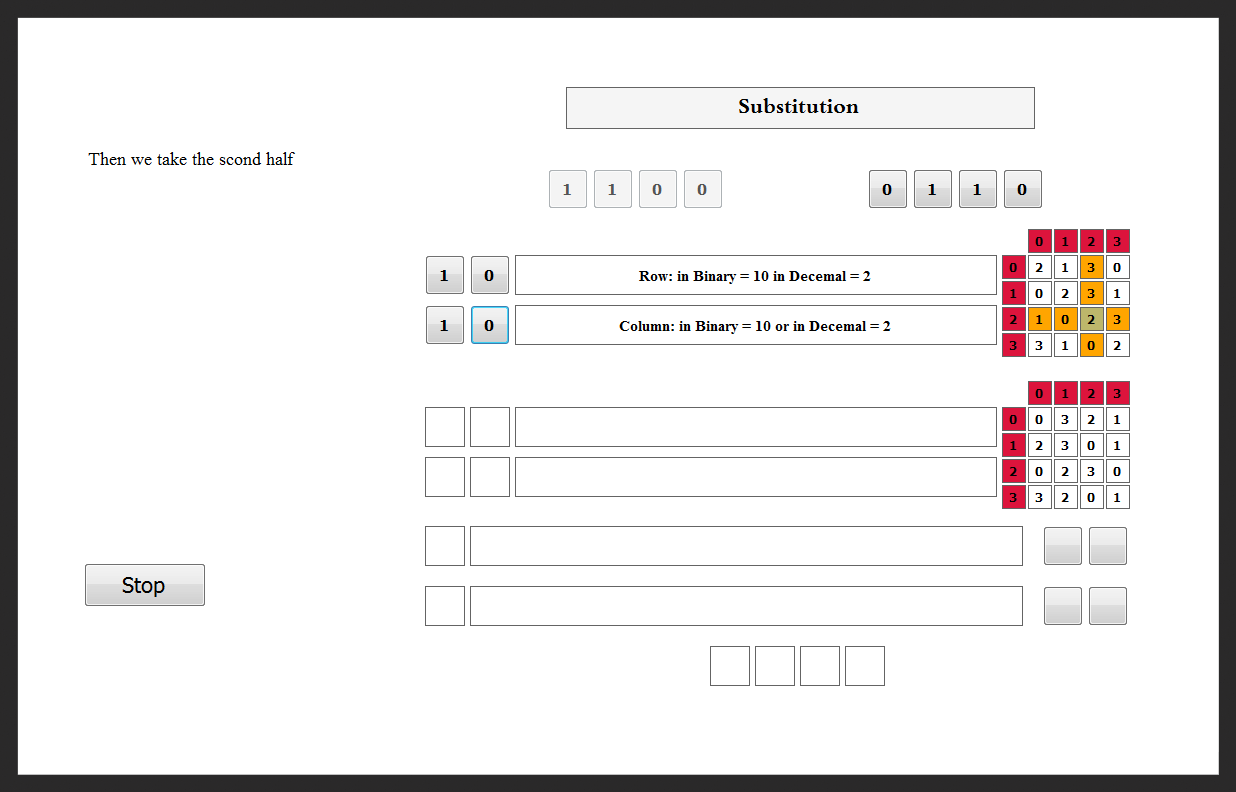 Substitution
Then we take the scond half
1 1 0 0 0 1 1 0
0 1 2 3
1 0 Row: in Binary = 10 in Decemal = 2 0 2 1 3 0
1 0 2 3 1
1 0 Column: in Binary = 10 or in Decemal = 2 2 1 0 2 3
3 3 1 0 2
0 1 2 3
0 0 3 2 1
1 2 3 0 1
2 0 2 3 0
3 3 2 0 1
Stop